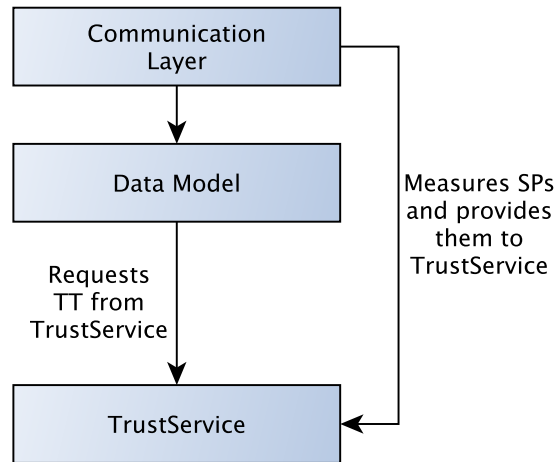 Communication
Layer
Data Model
Measures SPs
and provides
them to
TrustService
Requests
TT from
TrustService
TrustService